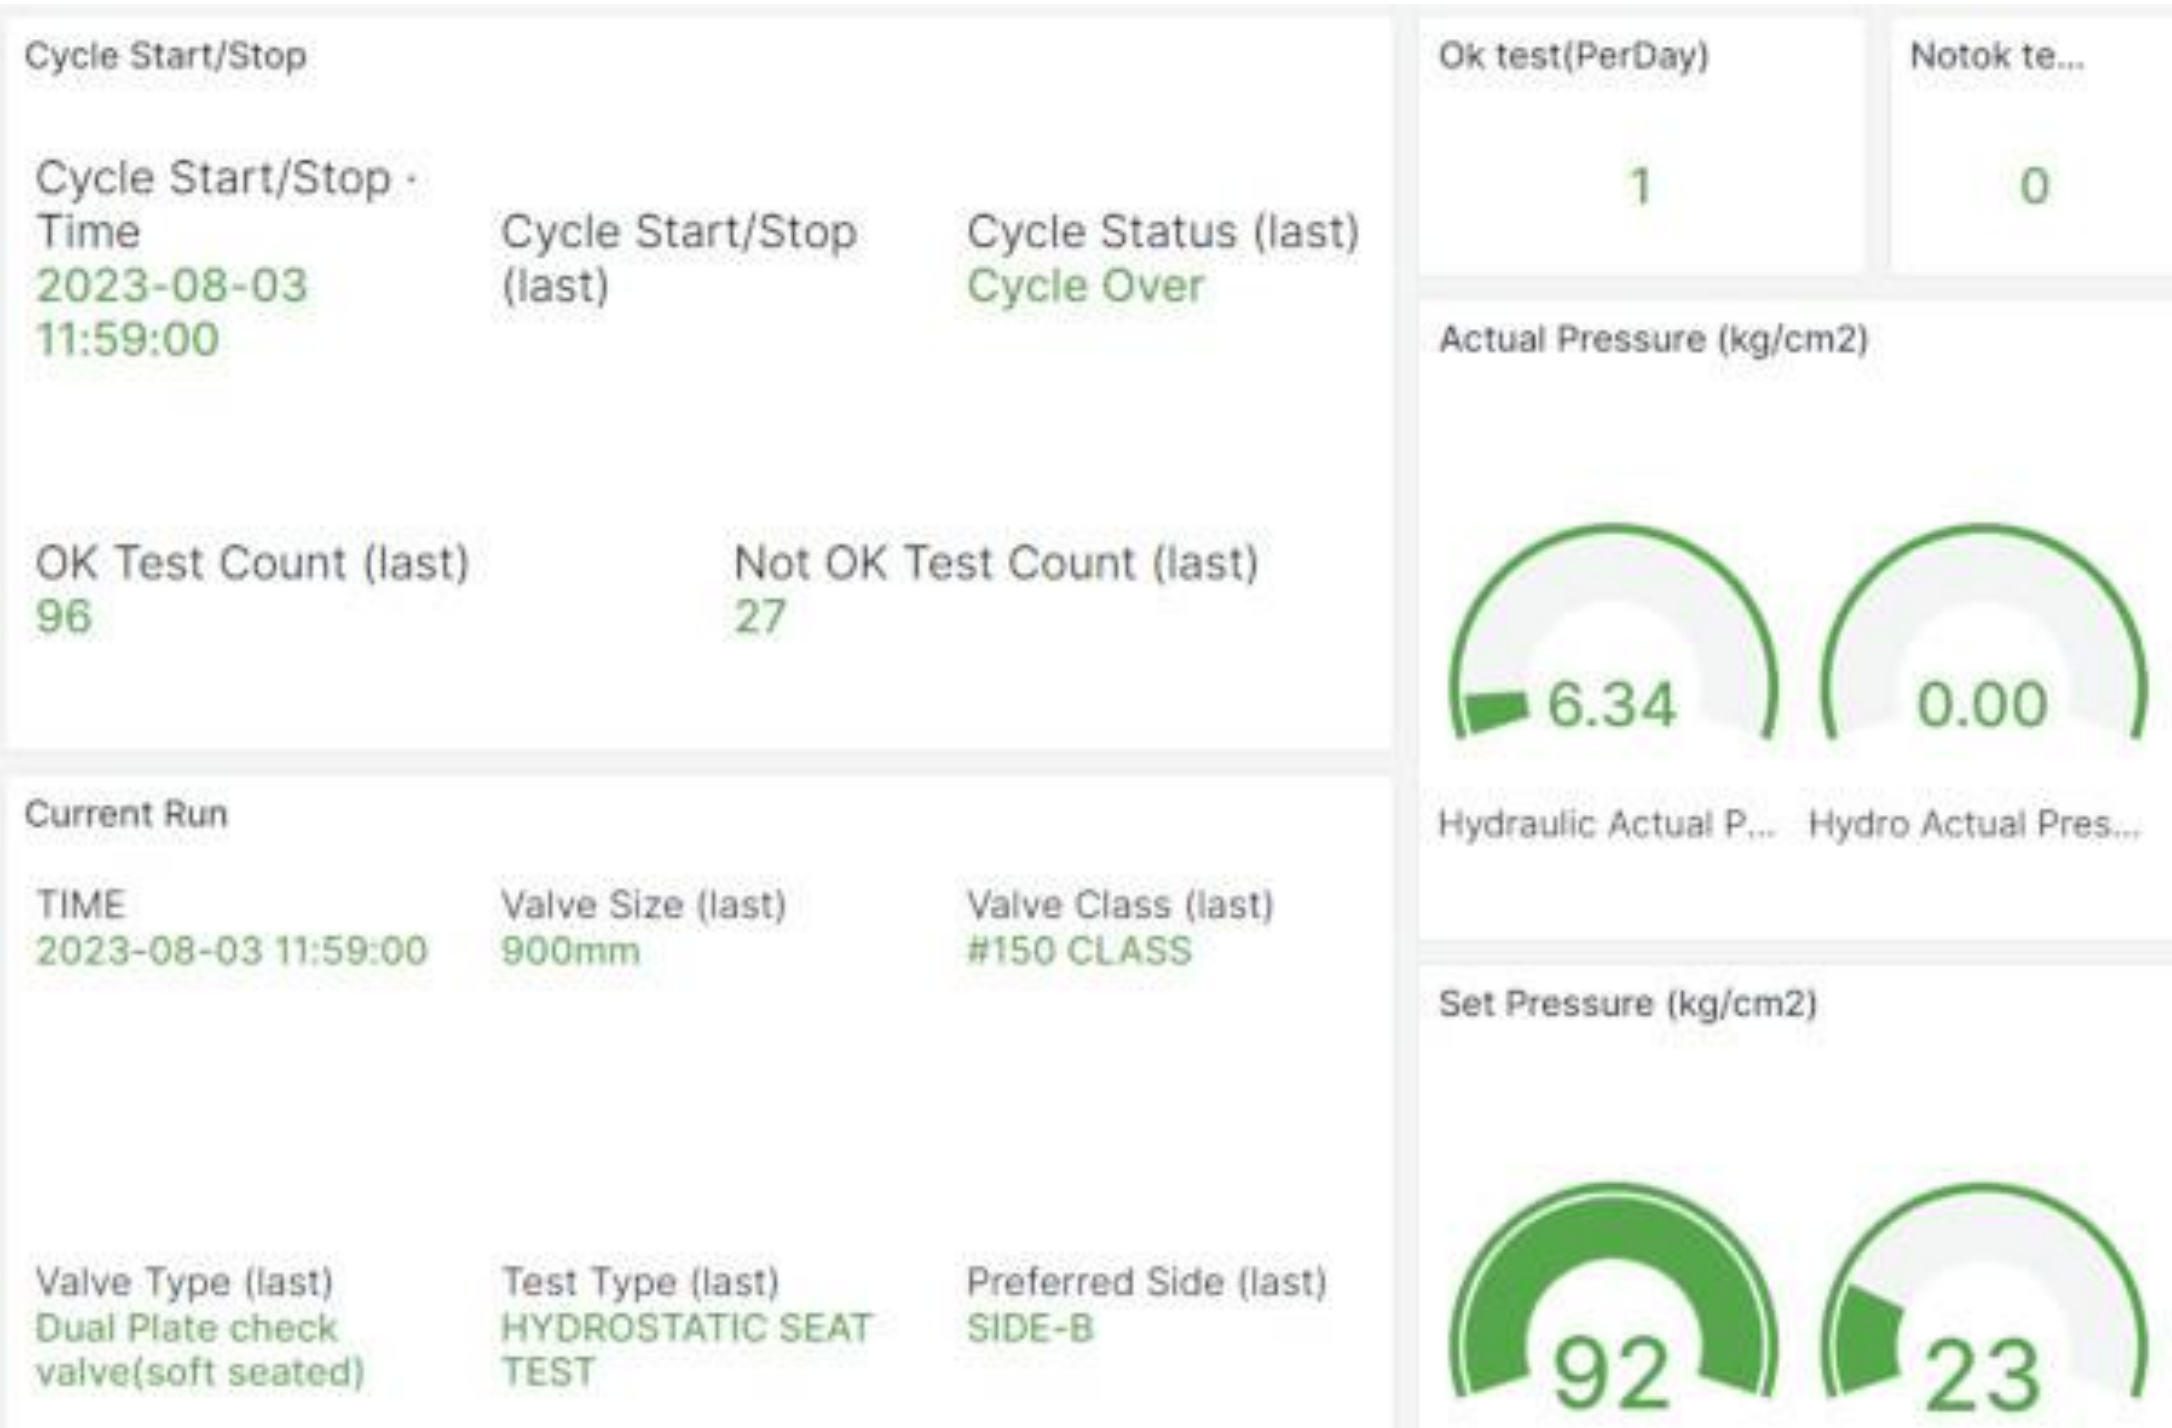 Cycle Start/Stop
Cycle Start/Stop ·
Time
2023-08-03
11:59:00
Cycle Start/Stop
(last)
Cycle Status (last)
Cycle Over
OK Test Count (last)
96
Not OK Test Count (last)
27
Current Run
TIME
2023-08-03 11:59:00
Valve Size (last)
900mm
Valve Class (last)
#150 CLASS
Valve Type (last)
Dual Plate check
valve(soft seated)
Test Type (last)
HYDROSTATIC SEAT
TEST
Preferred Side (last)
SIDE-B
Ok test(PerDay)
1
Notok te...
0
Actual Pressure (kg/cm2)
6.34
Hydraulic Actual P...
0.00
Hydro Actual Pres...
Set Pressure (kg/cm2)
92
23